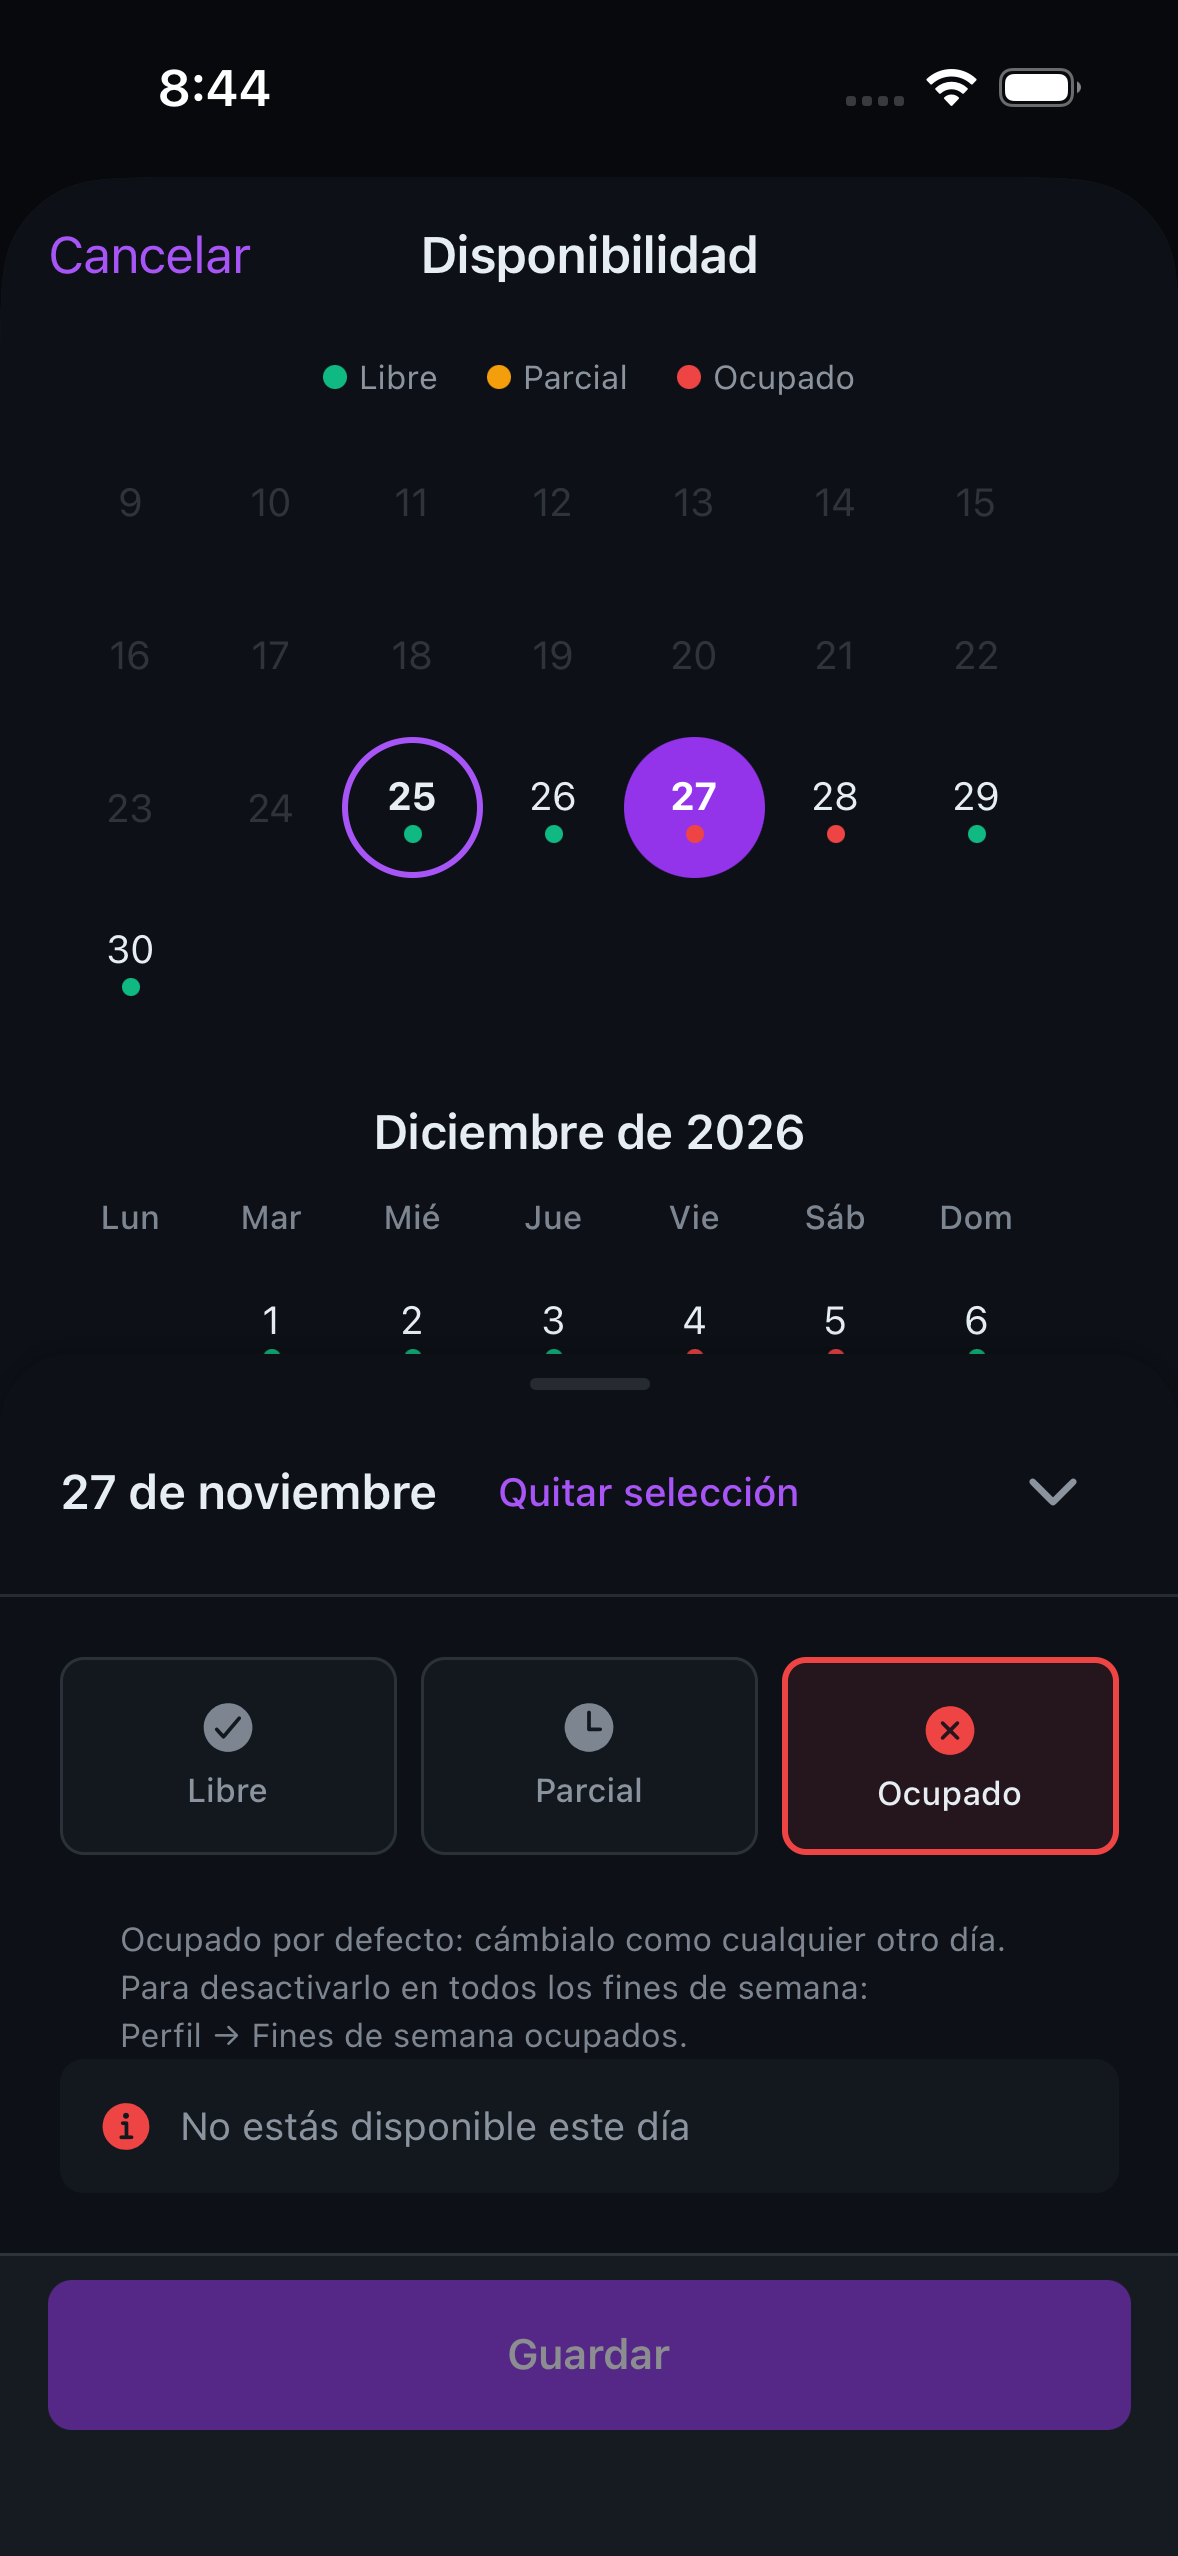 8:44
Cancelar Disponibilidad
Libre Parcial Ocupado
9 10 11 12 13 14 15
16 17 18 19 20 21 22
23 24 25 26 27 28 29
30
Diciembre de 2026
Lun Mar Mié Jue Vie Sáb Dom
1 2 3 4 5 6
27 de noviembre Quitar selección
Libre Parcial Ocupado
Ocupado por defecto: cámbialo como cualquier otro día.
Para desactivarlo en todos los fines de semana:
Perfil → Fines de semana ocupados.
No estás disponible este día
Guardar